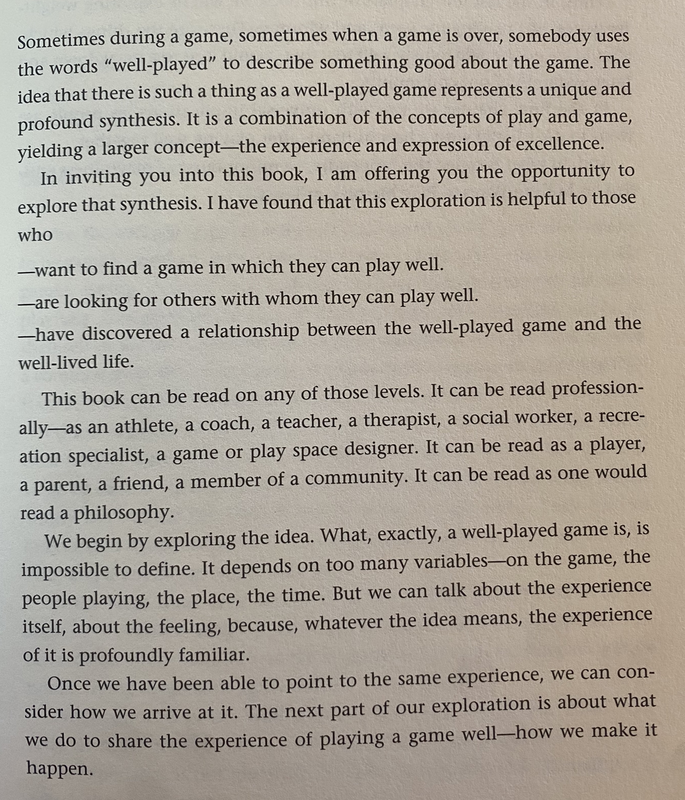 Sometimes during a game, sometimes when a game is over, somebody uses
the words “well-played” to describe something good about the game. The
idea that there is such a thing as a well-played game represents a unique and
profound synthesis. It is a combination of the concepts of play and game,
yielding a larger concept—the experience and expression of excellence.
In inviting you into this book, I am offering you the opportunity to
explore that synthesis. I have found that this exploration is helpful to those
who
—want to find a game in which they can play well.
—are looking for others with whom they can play well.
—have discovered a relationship between the well-played game and the
well-lived life.
This book can be read on any of those levels. It can be read profession-
ally—as an athlete, a coach, a teacher, a therapist, a social worker, a recre-
ation specialist, a game or play space designer. It can be read as a player,
a parent, a friend, a member of a community. It can be read as one would
read a philosophy.
We begin by exploring the idea. What, exactly, a well-played game is, is
impossible to define. It depends on too many variables—on the game, the
people playing, the place, the time. But we can talk about the experience
itself, about the feeling, because, whatever the idea means, the experience
of it is profoundly familiar.
Once we have been able to point to the same experience, we can con-
sider how we arrive at it. The next part of our exploration is about what
we do to share the experience of playing a game well—how we make it
happen.